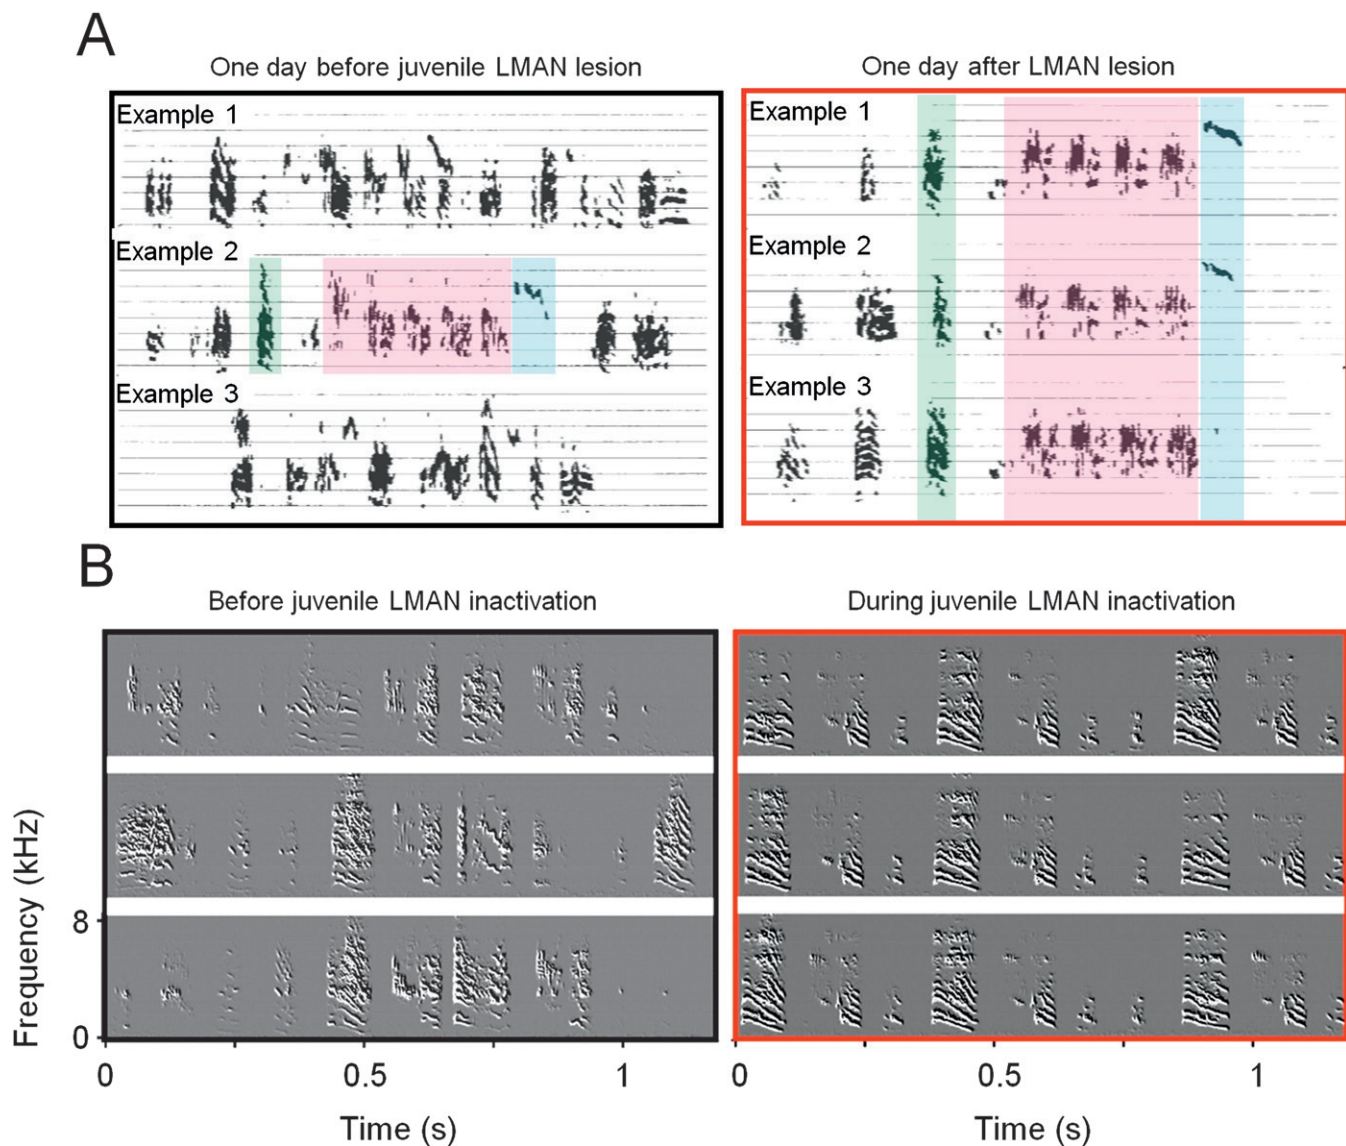 A
One day before juvenile LMAN lesion
One day after LMAN lesion
Example 1
Example 2
Example 3
Example 1
Example 2
Example 3
B
Before juvenile LMAN inactivation
During juvenile LMAN inactivation
Frequency (kHz)
8
0
0 0.5 1
Time (s)
0 0.5 1
Time (s)